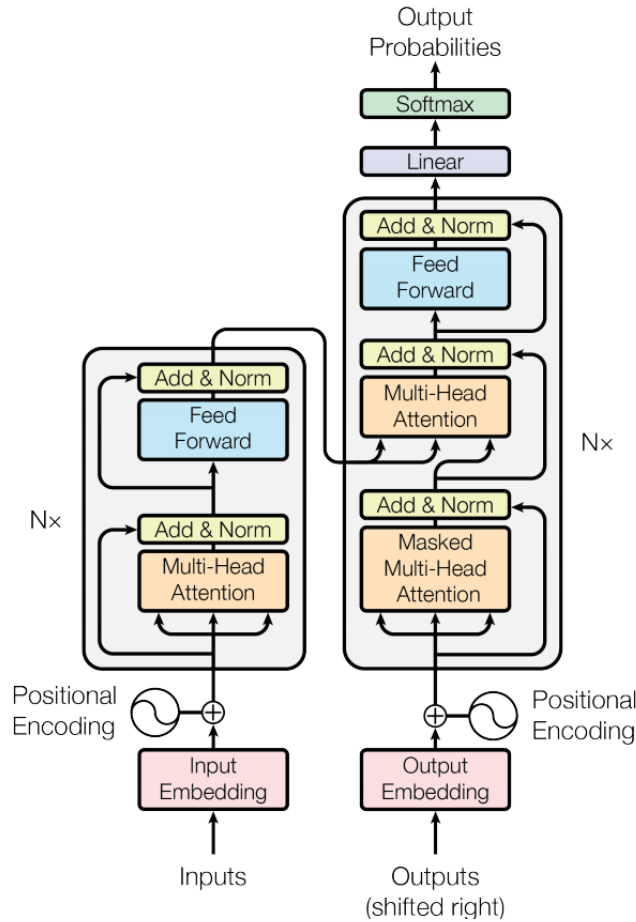 Output
Probabilities
Softmax
Linear
Add & Norm
Feed
Forward
Add & Norm
Multi-Head
Attention
Add & Norm
Masked
Multi-Head
Attention
N×
Positional
Encoding
Output
Embedding
Outputs
(shifted right)
Add & Norm
Feed
Forward
Add & Norm
Multi-Head
Attention
N×
Positional
Encoding
Input
Embedding
Inputs